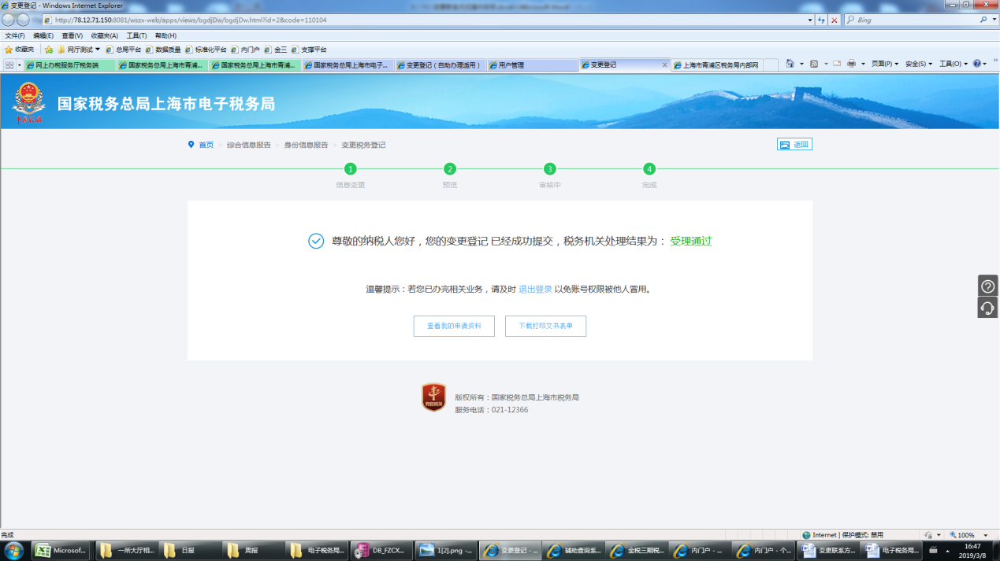 变更登记 - Windows Internet Explorer
http://78.12.71.150:8081/wszx-web/apps/views/bgdjDw/bgdjDw.html?id=2&code=110104
Bing
文件(F) 编辑(E) 查看(V) 收藏夹(A) 工具(T) 帮助(H)
收藏夹 网厅测试 总局平台 数据质量 标准化平台 内门户 金三 支撑平台
网上办税服务厅税务端 国家税务总局上海市青浦... 国家税务总局上海市青浦... 国家税务总局上海市电子... 变更登记（自助办理适用） 用户管理 变更登记 上海市青浦区税务局内部网 页面(P) 安全(S) 工具(O)
国家税务总局上海市电子税务局
首页 > 综合信息报告 > 身份信息报告 > 变更税务登记 返回
1 2 3 4
信息变更 预览 审核中 完成
尊敬的纳税人您好，您的变更登记 已经成功提交，税务机关处理结果为： 受理通过
温馨提示：若您已办完相关业务，请及时 退出登录 以免账号权限被他人冒用。
查看我的申请资料 下载打印文书表单
版权所有：国家税务总局上海市税务局
服务电话：021-12366
完成 Internet | 保护模式: 禁用 100%
Microsof... 一所大厅相... 日报 周报 电子税务局... DB_FZCX... 1[2].png -... 变更登记 - ... 辅助查询系... 金税三期税... 内门户 - ... 内门户 - 个... 变更联系方... 电子税务局... 16:47
2019/3/8